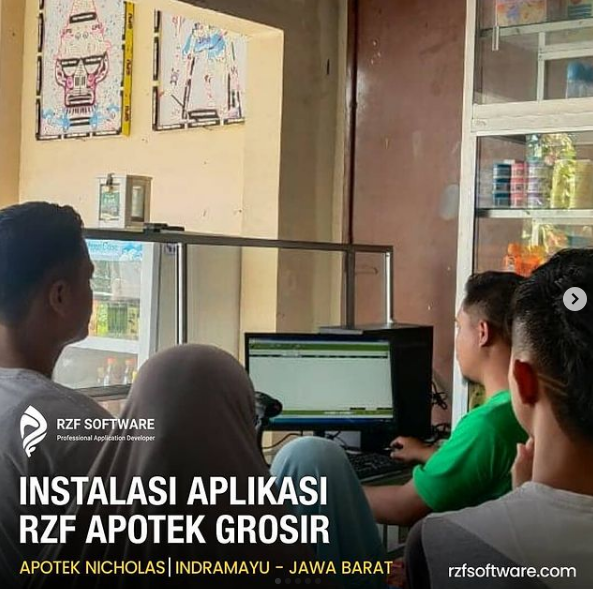 RZF SOFTWARE
Professional Application Developer
INSTALASI APLIKASI
RZF APOTEK GROSIR
APOTEK NICHOLAS | INDRAMAYU - JAWA BARAT
rzfsoftware.com